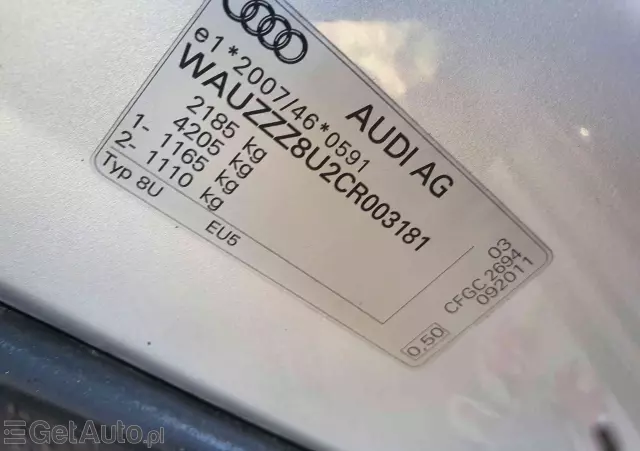 AUDI AG
e1*2007/46*0591
WAUZZZ8U2CR003181
2185 kg
4205 kg
1- 1165 kg
2- 1110 kg
Typ 8U
EU5
03
CFGC 2694
092011
0,50
GetAuto.pl